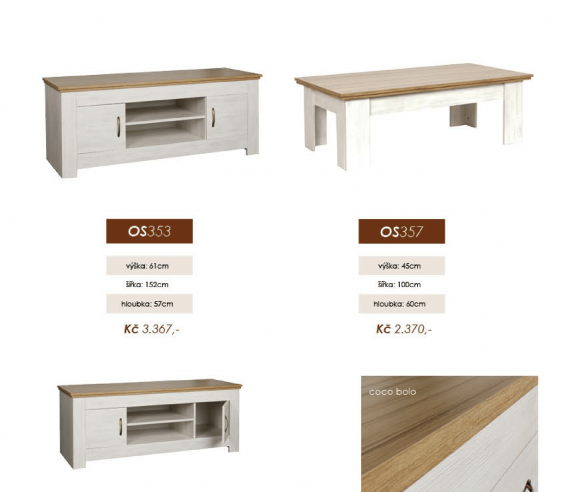 OS353
výška: 61cm
šířka: 152cm
hloubka: 57cm
Kč 3.367,-
OS357
výška: 45cm
šířka: 100cm
hloubka: 60cm
Kč 2.370,-
coco bolo